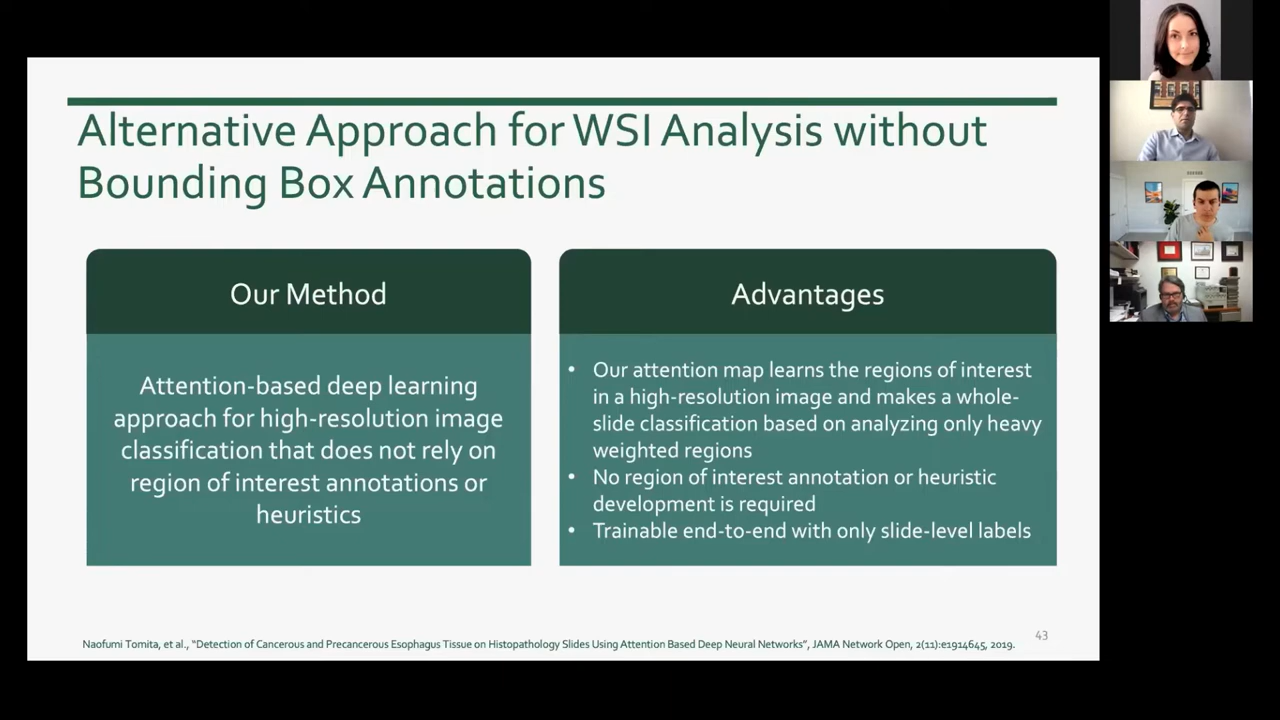 Alternative Approach for WSI Analysis without
Bounding Box Annotations
Our Method
Attention-based deep learning
approach for high-resolution image
classification that does not rely on
region of interest annotations or
heuristics
Advantages
• Our attention map learns the regions of interest
in a high-resolution image and makes a whole-
slide classification based on analyzing only heavy
weighted regions
• No region of interest annotation or heuristic
development is required
• Trainable end-to-end with only slide-level labels
43
Naofumi Tomita, et al., “Detection of Cancerous and Precancerous Esophagus Tissue on Histopathology Slides Using Attention Based Deep Neural Networks”, JAMA Network Open, 2(11):e1914645, 2019.